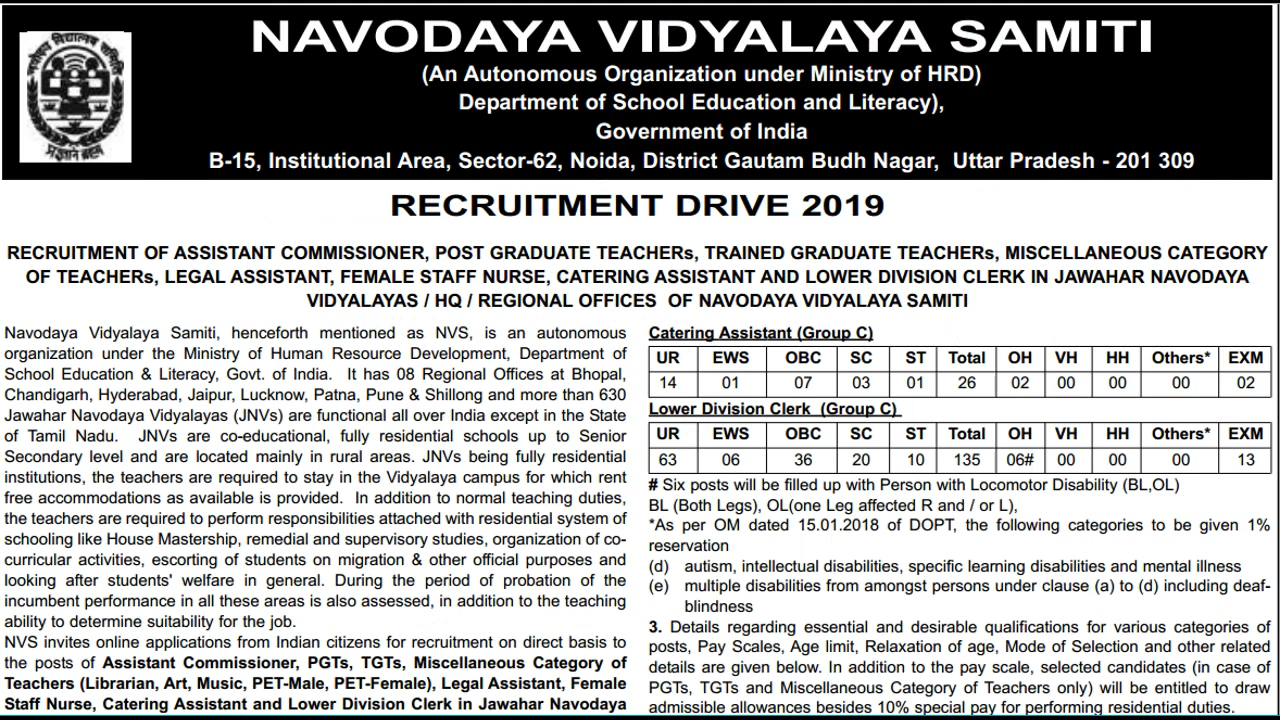 NAVODAYA VIDYALAYA SAMITI
(An Autonomous Organization under Ministry of HRD)
Department of School Education and Literacy),
Government of India
B-15, Institutional Area, Sector-62, Noida, District Gautam Budh Nagar, Uttar Pradesh - 201 309
RECRUITMENT DRIVE 2019
RECRUITMENT OF ASSISTANT COMMISSIONER, POST GRADUATE TEACHERs, TRAINED GRADUATE TEACHERs, MISCELLANEOUS CATEGORY
OF TEACHERs, LEGAL ASSISTANT, FEMALE STAFF NURSE, CATERING ASSISTANT AND LOWER DIVISION CLERK IN JAWAHAR NAVODAYA
VIDYALAYAS / HQ / REGIONAL OFFICES OF NAVODAYA VIDYALAYA SAMITI
Navodaya Vidyalaya Samiti, henceforth mentioned as NVS, is an autonomous
organization under the Ministry of Human Resource Development, Department of
School Education & Literacy, Govt. of India. It has 08 Regional Offices at Bhopal,
Chandigarh, Hyderabad, Jaipur, Lucknow, Patna, Pune & Shillong and more than 630
Jawahar Navodaya Vidyalayas (JNVs) are functional all over India except in the State
of Tamil Nadu. JNVs are co-educational, fully residential schools up to Senior
Secondary level and are located mainly in rural areas. JNVs being fully residential
institutions, the teachers are required to stay in the Vidyalaya campus for which rent
free accommodations as available is provided. In addition to normal teaching duties,
the teachers are required to perform responsibilities attached with residential system of
schooling like House Mastership, remedial and supervisory studies, organization of co-
curricular activities, escorting of students on migration & other official purposes and
looking after students' welfare in general. During the period of probation of the
incumbent performance in all these areas is also assessed, in addition to the teaching
ability to determine suitability for the job.
NVS invites online applications from Indian citizens for recruitment on direct basis to
the posts of Assistant Commissioner, PGTs, TGTs, Miscellaneous Category of
Teachers (Librarian, Art, Music, PET-Male, PET-Female), Legal Assistant, Female
Staff Nurse, Catering Assistant and Lower Division Clerk in Jawahar Navodaya
Catering Assistant (Group C)
UR EWS OBC SC ST Total OH VH HH Others* EXM
14 01 07 03 01 26 02 00 00 00 02
Lower Division Clerk (Group C)
UR EWS OBC SC ST Total OH VH HH Others* EXM
63 06 36 20 10 135 06# 00 00 00 13
# Six posts will be filled up with Person with Locomotor Disability (BL,OL)
BL (Both Legs), OL(one Leg affected R and / or L),
*As per OM dated 15.01.2018 of DOPT, the following categories to be given 1%
reservation
(d) autism, intellectual disabilities, specific learning disabilities and mental illness
(e) multiple disabilities from amongst persons under clause (a) to (d) including deaf-
blindness
3. Details regarding essential and desirable qualifications for various categories of
posts, Pay Scales, Age limit, Relaxation of age, Mode of Selection and other related
details are given below. In addition to the pay scale, selected candidates (in case of
PGTs, TGTs and Miscellaneous Category of Teachers only) will be entitled to draw
admissible allowances besides 10% special pay for performing residential duties.